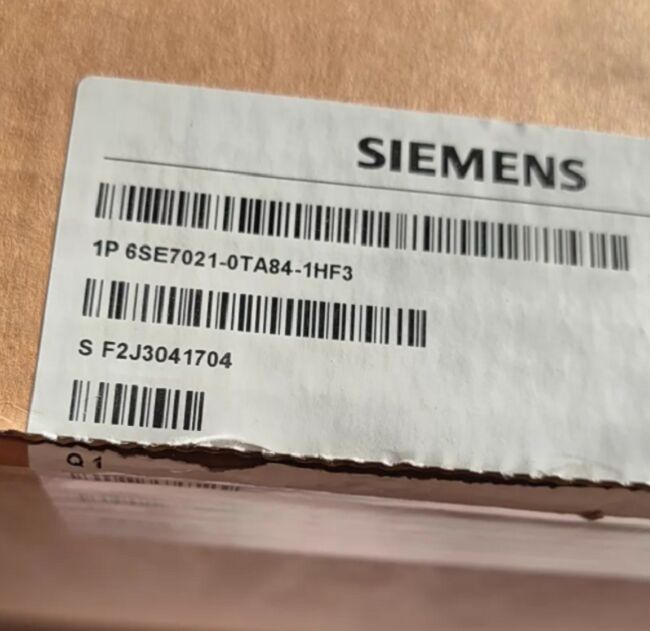 SIEMENS
1P 6SE7021-0TA84-1HF3
S F2J3041704
Q 1